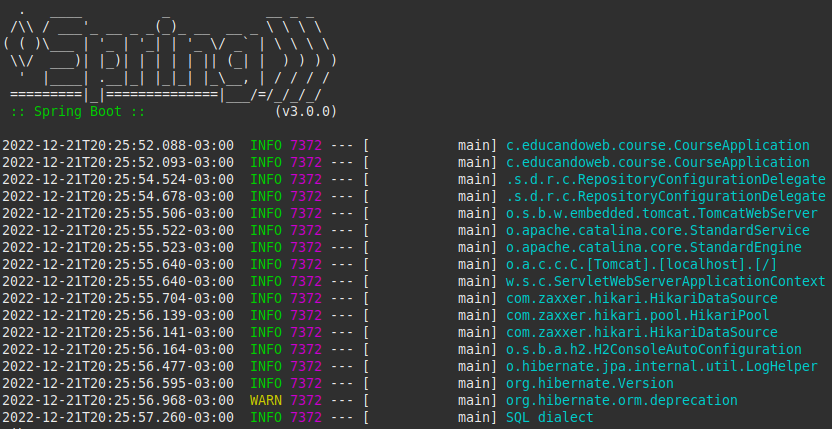 .   ____          _            __ _ _
 /\\ / ___'_ __ _ _(_)_ __  __ _ \ \ \ \
( ( )\___ | '_ | '_| | '_ \/ _` | \ \ \ \
 \\/  ___)| |_)| | | | | || (_| |  ) ) ) )
  '  |____| .__|_| |_|_| |_\__, | / / / /
 =========|_|==============|___/=/_/_/_/
 :: Spring Boot ::                (v3.0.0)
2022-12-21T20:25:52.088-03:00  INFO 7372 --- [           main] c.educandoweb.course.CourseApplication
2022-12-21T20:25:52.093-03:00  INFO 7372 --- [           main] c.educandoweb.course.CourseApplication
2022-12-21T20:25:54.524-03:00  INFO 7372 --- [           main] .s.d.r.c.RepositoryConfigurationDelegate
2022-12-21T20:25:54.678-03:00  INFO 7372 --- [           main] .s.d.r.c.RepositoryConfigurationDelegate
2022-12-21T20:25:55.506-03:00  INFO 7372 --- [           main] o.s.b.w.embedded.tomcat.TomcatWebServer
2022-12-21T20:25:55.522-03:00  INFO 7372 --- [           main] o.apache.catalina.core.StandardService
2022-12-21T20:25:55.523-03:00  INFO 7372 --- [           main] o.apache.catalina.core.StandardEngine
2022-12-21T20:25:55.640-03:00  INFO 7372 --- [           main] o.a.c.c.C.[Tomcat].[localhost].[/]
2022-12-21T20:25:55.640-03:00  INFO 7372 --- [           main] w.s.c.ServletWebServerApplicationContext
2022-12-21T20:25:55.704-03:00  INFO 7372 --- [           main] com.zaxxer.hikari.HikariDataSource
2022-12-21T20:25:56.139-03:00  INFO 7372 --- [           main] com.zaxxer.hikari.pool.HikariPool
2022-12-21T20:25:56.141-03:00  INFO 7372 --- [           main] com.zaxxer.hikari.HikariDataSource
2022-12-21T20:25:56.164-03:00  INFO 7372 --- [           main] o.s.b.a.h2.H2ConsoleAutoConfiguration
2022-12-21T20:25:56.477-03:00  INFO 7372 --- [           main] o.hibernate.jpa.internal.util.LogHelper
2022-12-21T20:25:56.595-03:00  INFO 7372 --- [           main] org.hibernate.Version
2022-12-21T20:25:56.968-03:00  WARN 7372 --- [           main] org.hibernate.orm.deprecation
2022-12-21T20:25:57.260-03:00  INFO 7372 --- [           main] SQL dialect